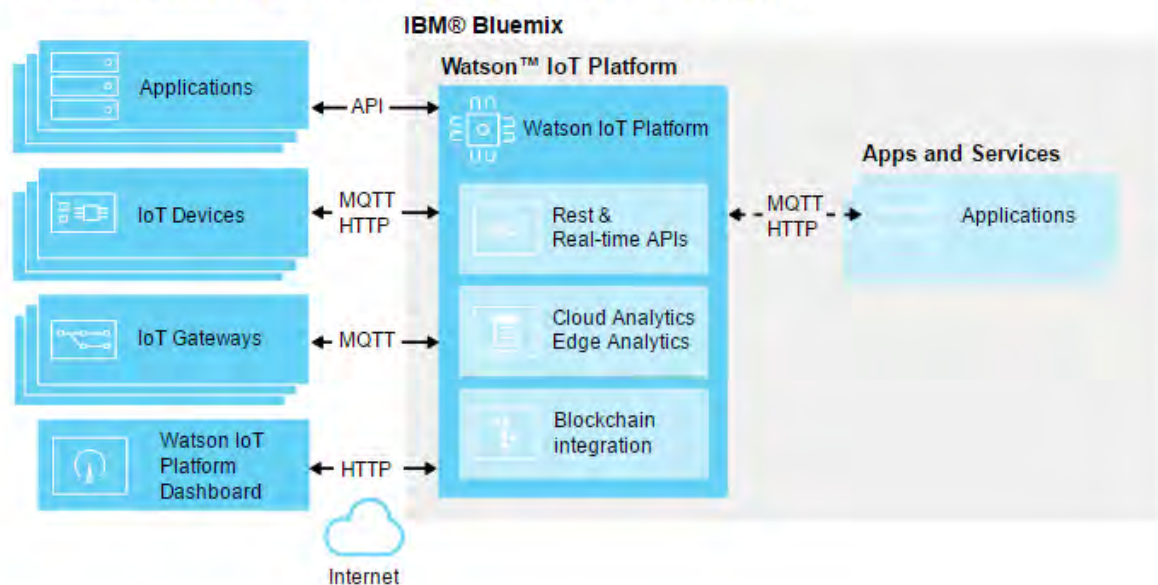 IBM® Bluemix
Watson™ IoT Platform
Applications
API
Watson IoT Platform
Apps and Services
IoT Devices
MQTT
HTTP
Rest &
Real-time APIs
MQTT
HTTP
Applications
IoT Gateways
MQTT
Cloud Analytics
Edge Analytics
Watson IoT
Platform
Dashboard
HTTP
Blockchain
integration
Internet